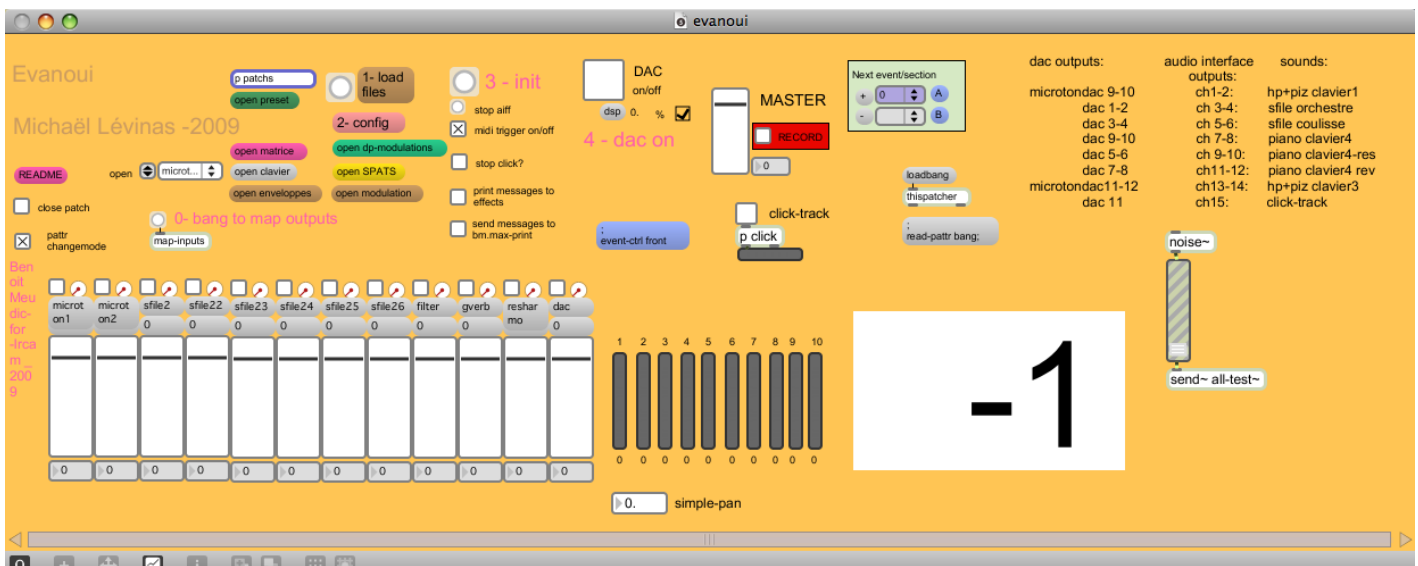 evanoui
Evanoui
Michaël Lévinas -2009
README
close patch
pattr
changemode
open
microt...
p patchs
open preset
open matrice
open clavier
open enveloppes
1- load
files
2- config
open dp-modulations
open SPATS
open modulation
0- bang to map outputs
map-inputs
3 - init
stop aiff
midi trigger on/off
stop click?
print messages to
effects
send messages to
bm.max-print
DAC
on/off
dsp 0. %
4 - dac on
;
event-ctrl front
MASTER
RECORD
0
click-track
p click
Next event/section
+ 0 A
- B
loadbang
thispatcher
;
read-pattr bang;
dac outputs:
microtondac 9-10
dac 1-2
dac 3-4
dac 9-10
dac 5-6
dac 7-8
microtondac11-12
dac 11
audio interface
outputs:
ch1-2:
ch 3-4:
ch 5-6:
ch 7-8:
ch 9-10:
ch11-12:
ch13-14:
ch15:
sounds:
hp+piz clavier1
sfile orchestre
sfile coulisse
piano clavier4
piano clavier4-res
piano clavier4 rev
hp+piz clavier3
click-track
noise~
send~ all-test~
Ben
oit
Meu
dic-
for
-Irca
m _
200
9
microt
on1
microt
on2
sfile2
sfile22
sfile23
sfile24
sfile25
sfile26
filter
gverb
reshar
mo
dac
0 0 0 0 0 0 0 0 0
0 0 0 0 0 0 0 0 0 0 0 0
1 2 3 4 5 6 7 8 9 10
0 0 0 0 0 0 0 0 0 0
0.
simple-pan
-1